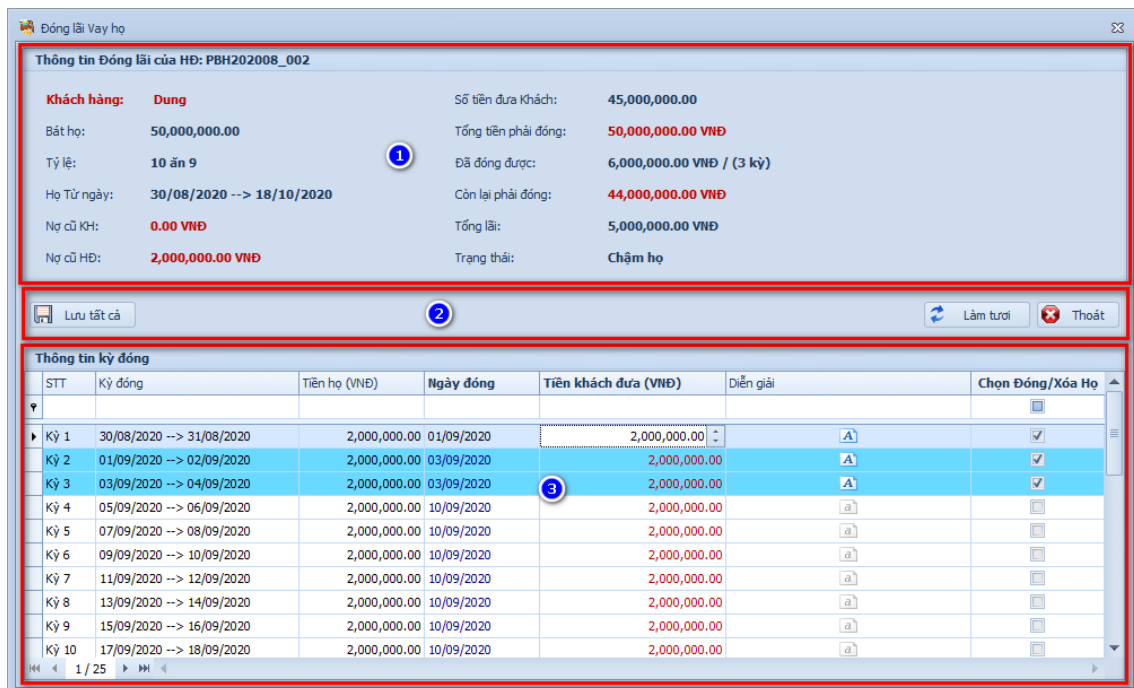 Đóng lãi Vay họ
Thông tin Đóng lãi của HĐ: PBH202008_002
Khách hàng: Dung Số tiền đưa Khách: 45,000,000.00
Bát họ: 50,000,000.00 Tổng tiền phải đóng: 50,000,000.00 VNĐ
Tỷ lệ: 10 ăn 9 Đã đóng được: 6,000,000.00 VNĐ / (3 kỳ)
Họ Từ ngày: 30/08/2020 --> 18/10/2020 Còn lại phải đóng: 44,000,000.00 VNĐ
Nợ cũ KH: 0.00 VNĐ Tổng lãi: 5,000,000.00 VNĐ
Nợ cũ HĐ: 2,000,000.00 VNĐ Trạng thái: Chậm họ
1
Lưu tất cả 2 Làm tươi Thoát
Thông tin kỳ đóng
STT Kỳ đóng Tiền họ (VNĐ) Ngày đóng Tiền khách đưa (VNĐ) Diễn giải Chọn Đóng/Xóa Họ
Kỳ 1 30/08/2020 --> 31/08/2020 2,000,000.00 01/09/2020 2,000,000.00 A
Kỳ 2 01/09/2020 --> 02/09/2020 2,000,000.00 03/09/2020 2,000,000.00 A
Kỳ 3 03/09/2020 --> 04/09/2020 2,000,000.00 03/09/2020 3 2,000,000.00 A
Kỳ 4 05/09/2020 --> 06/09/2020 2,000,000.00 10/09/2020 2,000,000.00 a
Kỳ 5 07/09/2020 --> 08/09/2020 2,000,000.00 10/09/2020 2,000,000.00 a
Kỳ 6 09/09/2020 --> 10/09/2020 2,000,000.00 10/09/2020 2,000,000.00 a
Kỳ 7 11/09/2020 --> 12/09/2020 2,000,000.00 10/09/2020 2,000,000.00 a
Kỳ 8 13/09/2020 --> 14/09/2020 2,000,000.00 10/09/2020 2,000,000.00 a
Kỳ 9 15/09/2020 --> 16/09/2020 2,000,000.00 10/09/2020 2,000,000.00 a
Kỳ 10 17/09/2020 --> 18/09/2020 2,000,000.00 10/09/2020 2,000,000.00 a
1 / 25